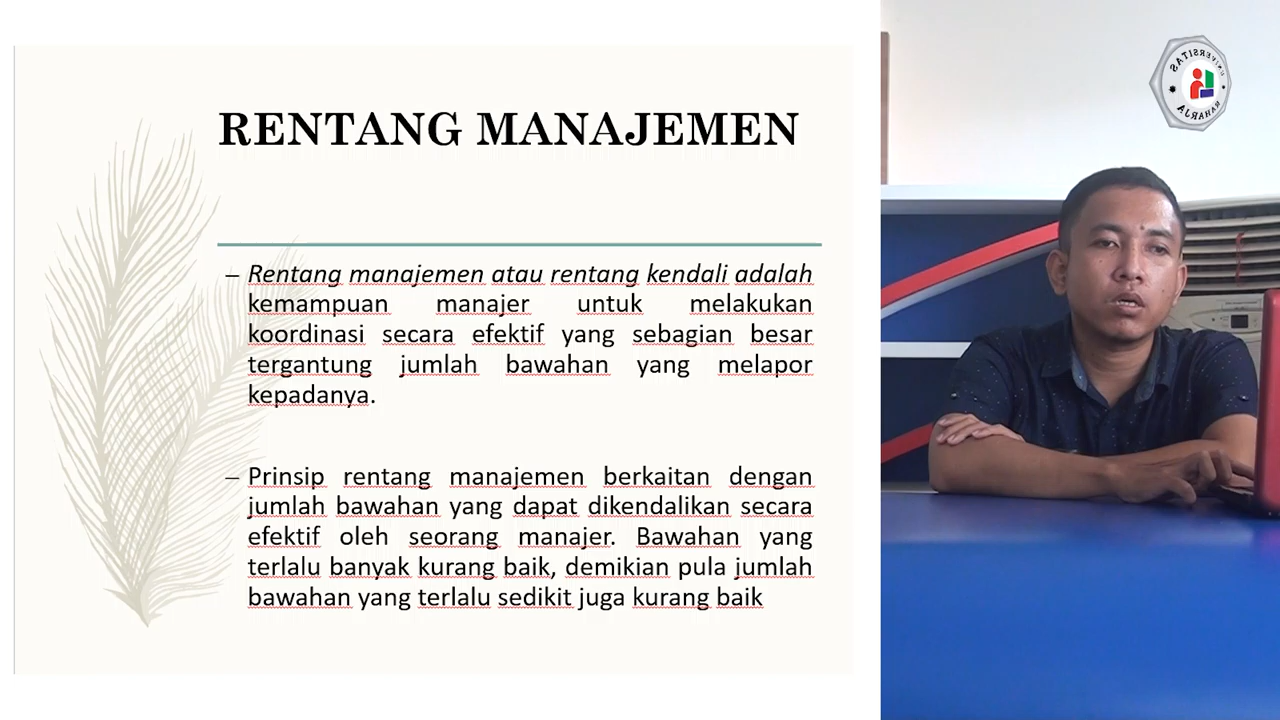 RENTANG MANAJEMEN
– Rentang manajemen atau rentang kendali adalah
kemampuan manajer untuk melakukan
koordinasi secara efektif yang sebagian besar
tergantung jumlah bawahan yang melapor
kepadanya.
– Prinsip rentang manajemen berkaitan dengan
jumlah bawahan yang dapat dikendalikan secara
efektif oleh seorang manajer. Bawahan yang
terlalu banyak kurang baik, demikian pula jumlah
bawahan yang terlalu sedikit juga kurang baik
UNIVERSITAS
RAHARJA